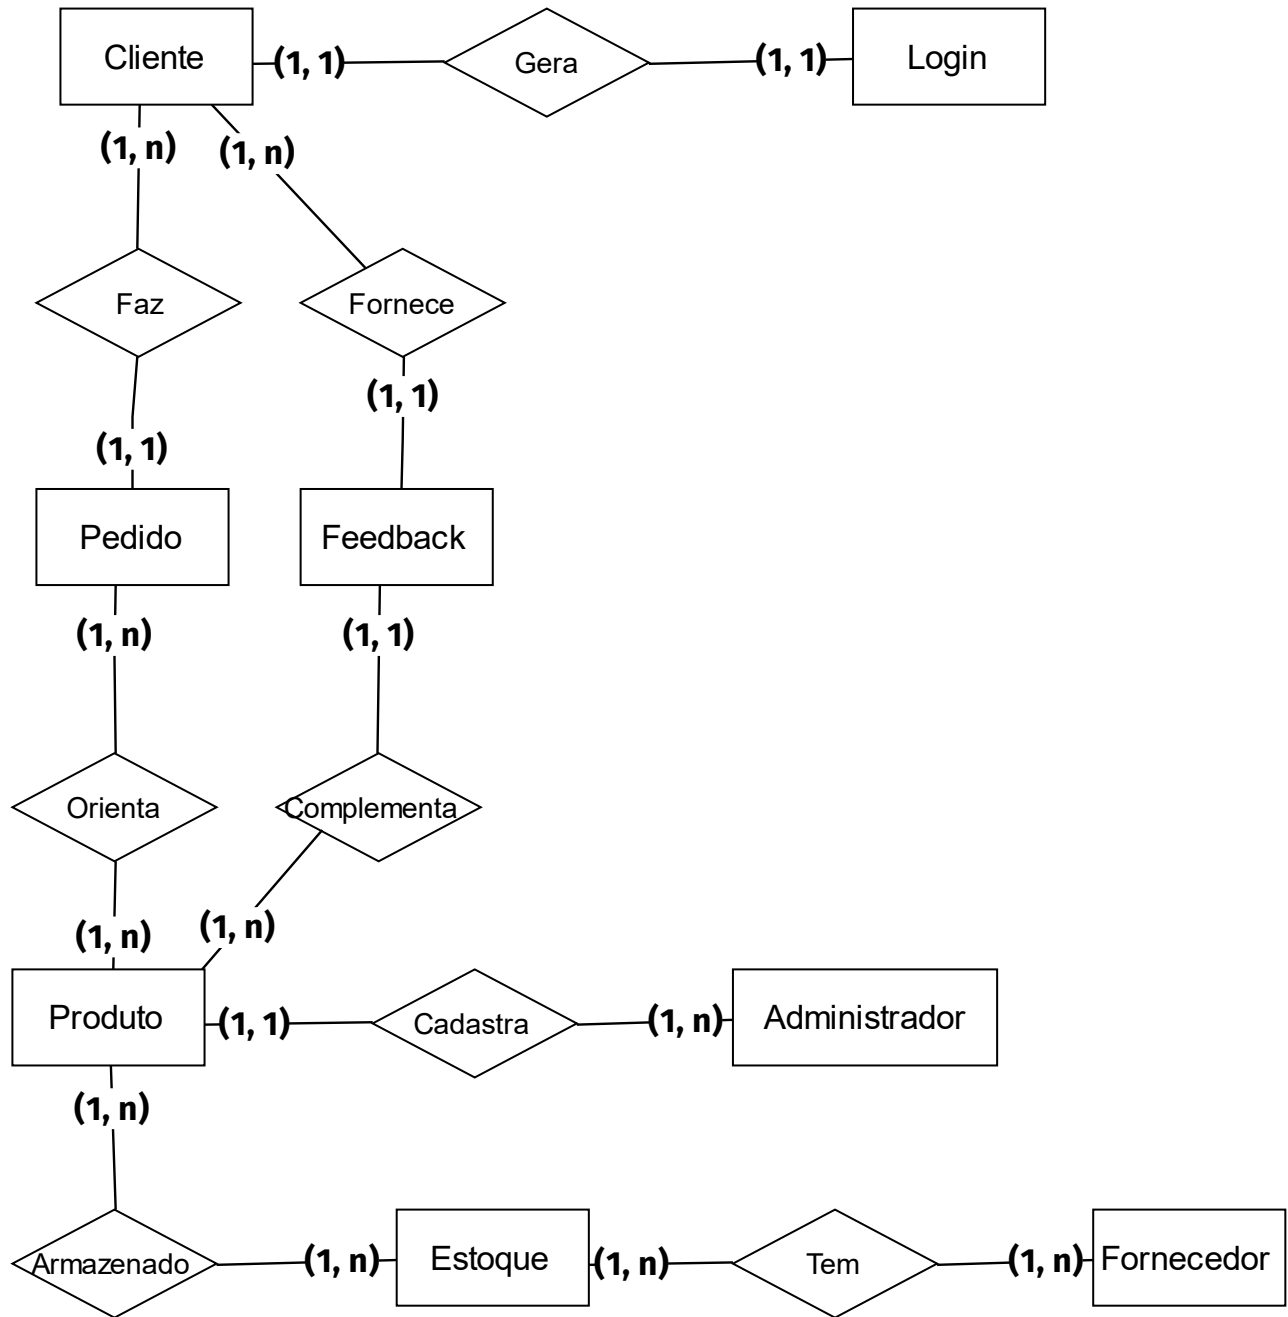 Cliente
(1, 1)
Gera
(1, 1)
Login
(1, n)
(1, n)
Faz
Fornece
(1, 1)
(1, 1)
Pedido
Feedback
(1, n)
(1, 1)
Orienta
Complementa
(1, n)
(1, n)
Produto
(1, 1)
Cadastra
(1, n)
Administrador
(1, n)
Armazenado
(1, n)
Estoque
(1, n)
Tem
(1, n)
Fornecedor